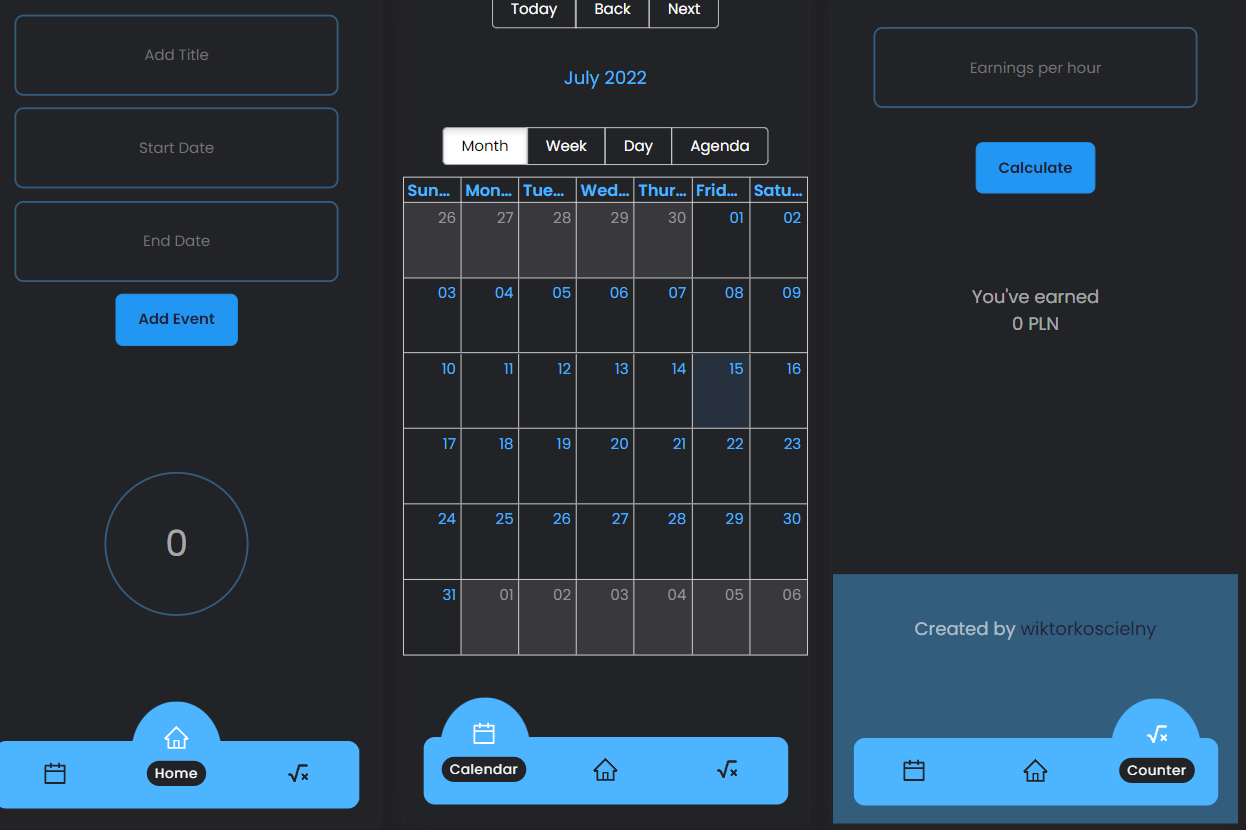 Add Title
Start Date
End Date
Add Event
0
Home
Today Back Next
July 2022
Month Week Day Agenda
Sun... Mon... Tue... Wed... Thur... Frid... Satu...
26 27 28 29 30 01 02
03 04 05 06 07 08 09
10 11 12 13 14 15 16
17 18 19 20 21 22 23
24 25 26 27 28 29 30
31 01 02 03 04 05 06
Calendar
Earnings per hour
Calculate
You've earned
0 PLN
Created by wiktorkoscielny
Counter